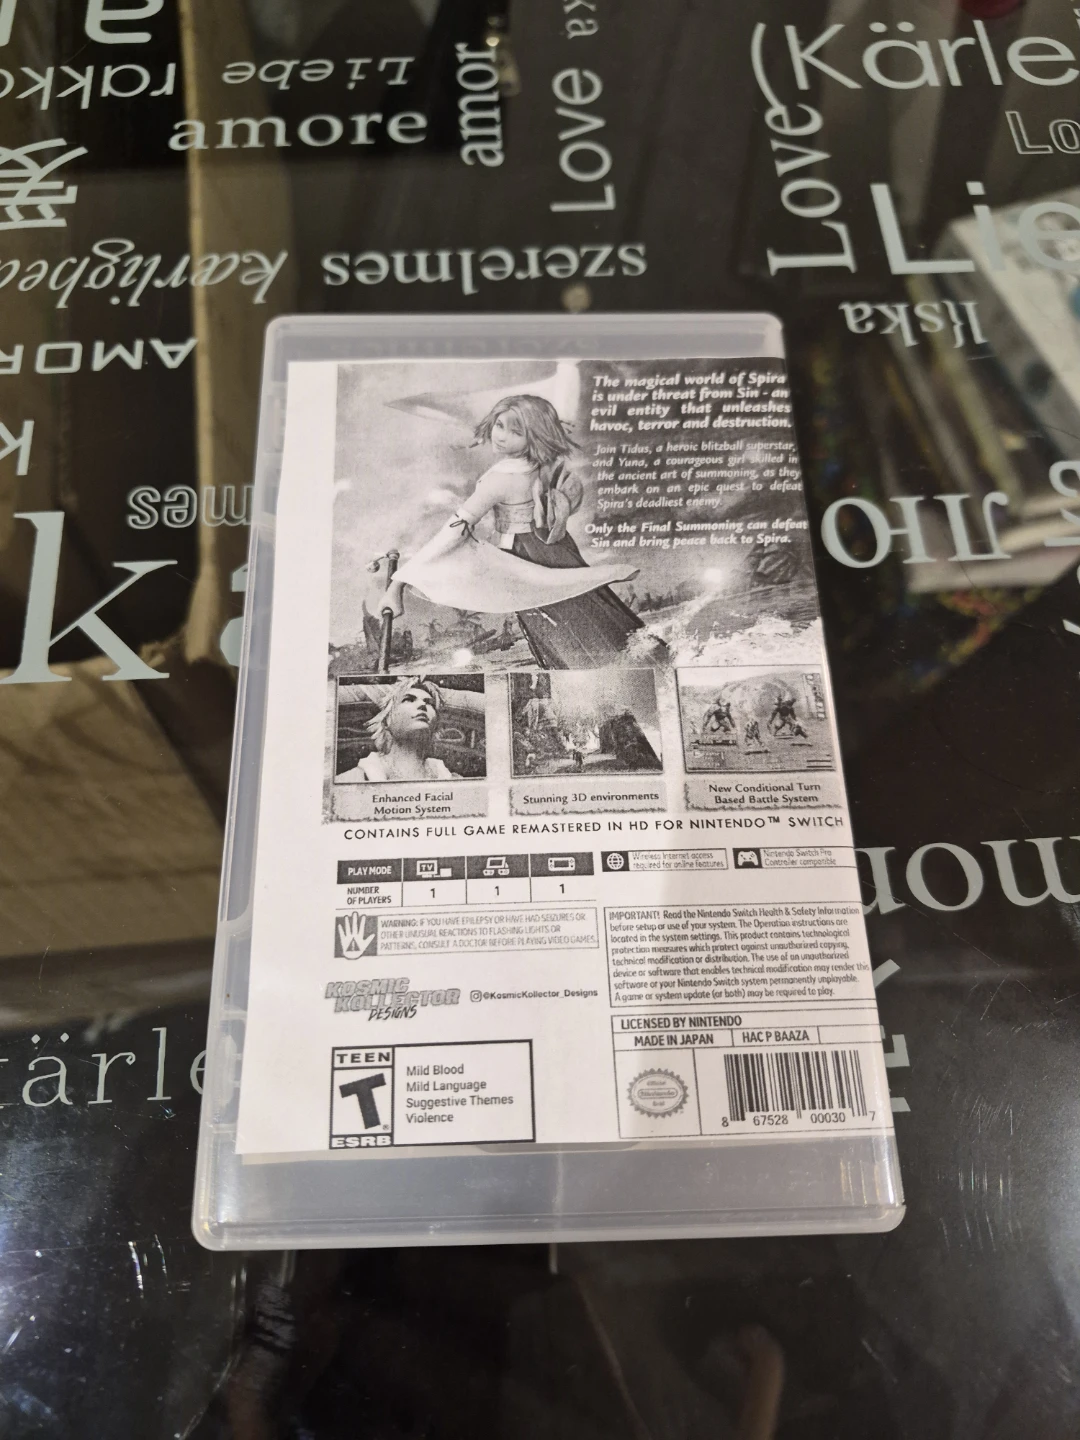 rakkα
Liebe
amore
amor
Love
(Kärle
Love
Lo
Lie
爱
kærlighed
szerelmes
AMOR
láska
szerelmes
k
ЛЮ
kärle
amor
The magical world of Spira
is under threat from Sin - an
evil entity that unleashes
havoc, terror and destruction.
Join Tidus, a heroic blitzball superstar,
and Yuna, a courageous girl skilled in
the ancient art of summoning, as they
embark on an epic quest to defeat
Spira's deadliest enemy.
Only the Final Summoning can defeat
Sin and bring peace back to Spira.
Enhanced Facial
Motion System
Stunning 3D environments
New Conditional Turn
Based Battle System
CONTAINS FULL GAME REMASTERED IN HD FOR NINTENDO™ SWITCH
PLAY MODE
TV
NUMBER
OF PLAYERS
1
1
1
Wireless internet access
required for online features
Nintendo Switch Pro
Controller compatible
WARNING: IF YOU HAVE EPILEPSY OR HAVE HAD SEIZURES OR
OTHER UNUSUAL REACTIONS TO FLASHING LIGHTS OR
PATTERNS, CONSULT A DOCTOR BEFORE PLAYING VIDEO GAMES.
IMPORTANT! Read the Nintendo Switch Health & Safety Information
before setup or use of your system. The Operation instructions are
located in the system settings. This product contains technological
protection measures which protect against unauthorized copying,
technical modification or distribution. The use of an unauthorized
device or software that enables technical modification may render this
software or your Nintendo Switch system permanently unplayable.
A game or system update (or both) may be required to play.
KOSMIC
KOLLECTOR
DESIGNS
@KosmicKollector_Designs
LICENSED BY NINTENDO
MADE IN JAPAN
HAC P BAAZA
TEEN
T
ESRB
Mild Blood
Mild Language
Suggestive Themes
Violence
Official
Nintendo
Seal
8 67528 00030 7